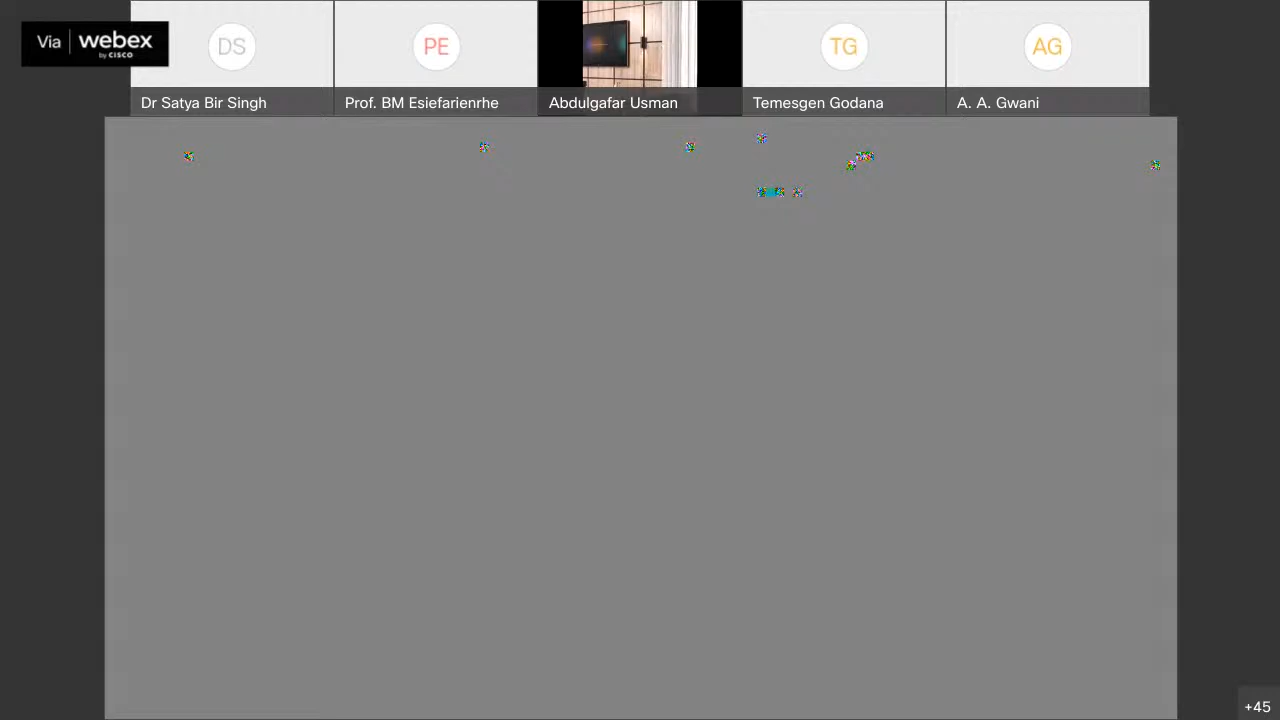 Via webex
by CISCO
DS
PE
TG
AG
Dr Satya Bir Singh
Prof. BM Esiefarienrhe
Abdulgafar Usman
Temesgen Godana
A. A. Gwani
+45